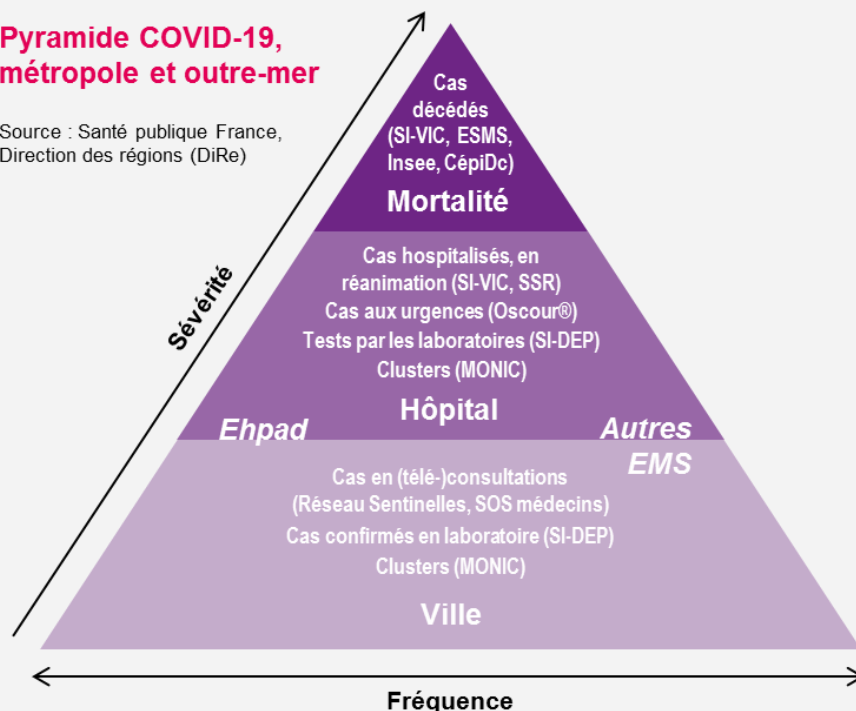 Pyramide COVID-19,
métropole et outre-mer
Source : Santé publique France,
Direction des régions (DiRe)
Cas
décédés
(SI-VIC, ESMS,
Insee, CépiDc)
Mortalité
Sévérité
Cas hospitalisés, en
réanimation (SI-VIC, SSR)
Cas aux urgences (Oscour®)
Tests par les laboratoires (SI-DEP)
Clusters (MONIC)
Hôpital
Ehpad
Autres
EMS
Cas en (télé-)consultations
(Réseau Sentinelles, SOS médecins)
Cas confirmés en laboratoire (SI-DEP)
Clusters (MONIC)
Ville
Fréquence